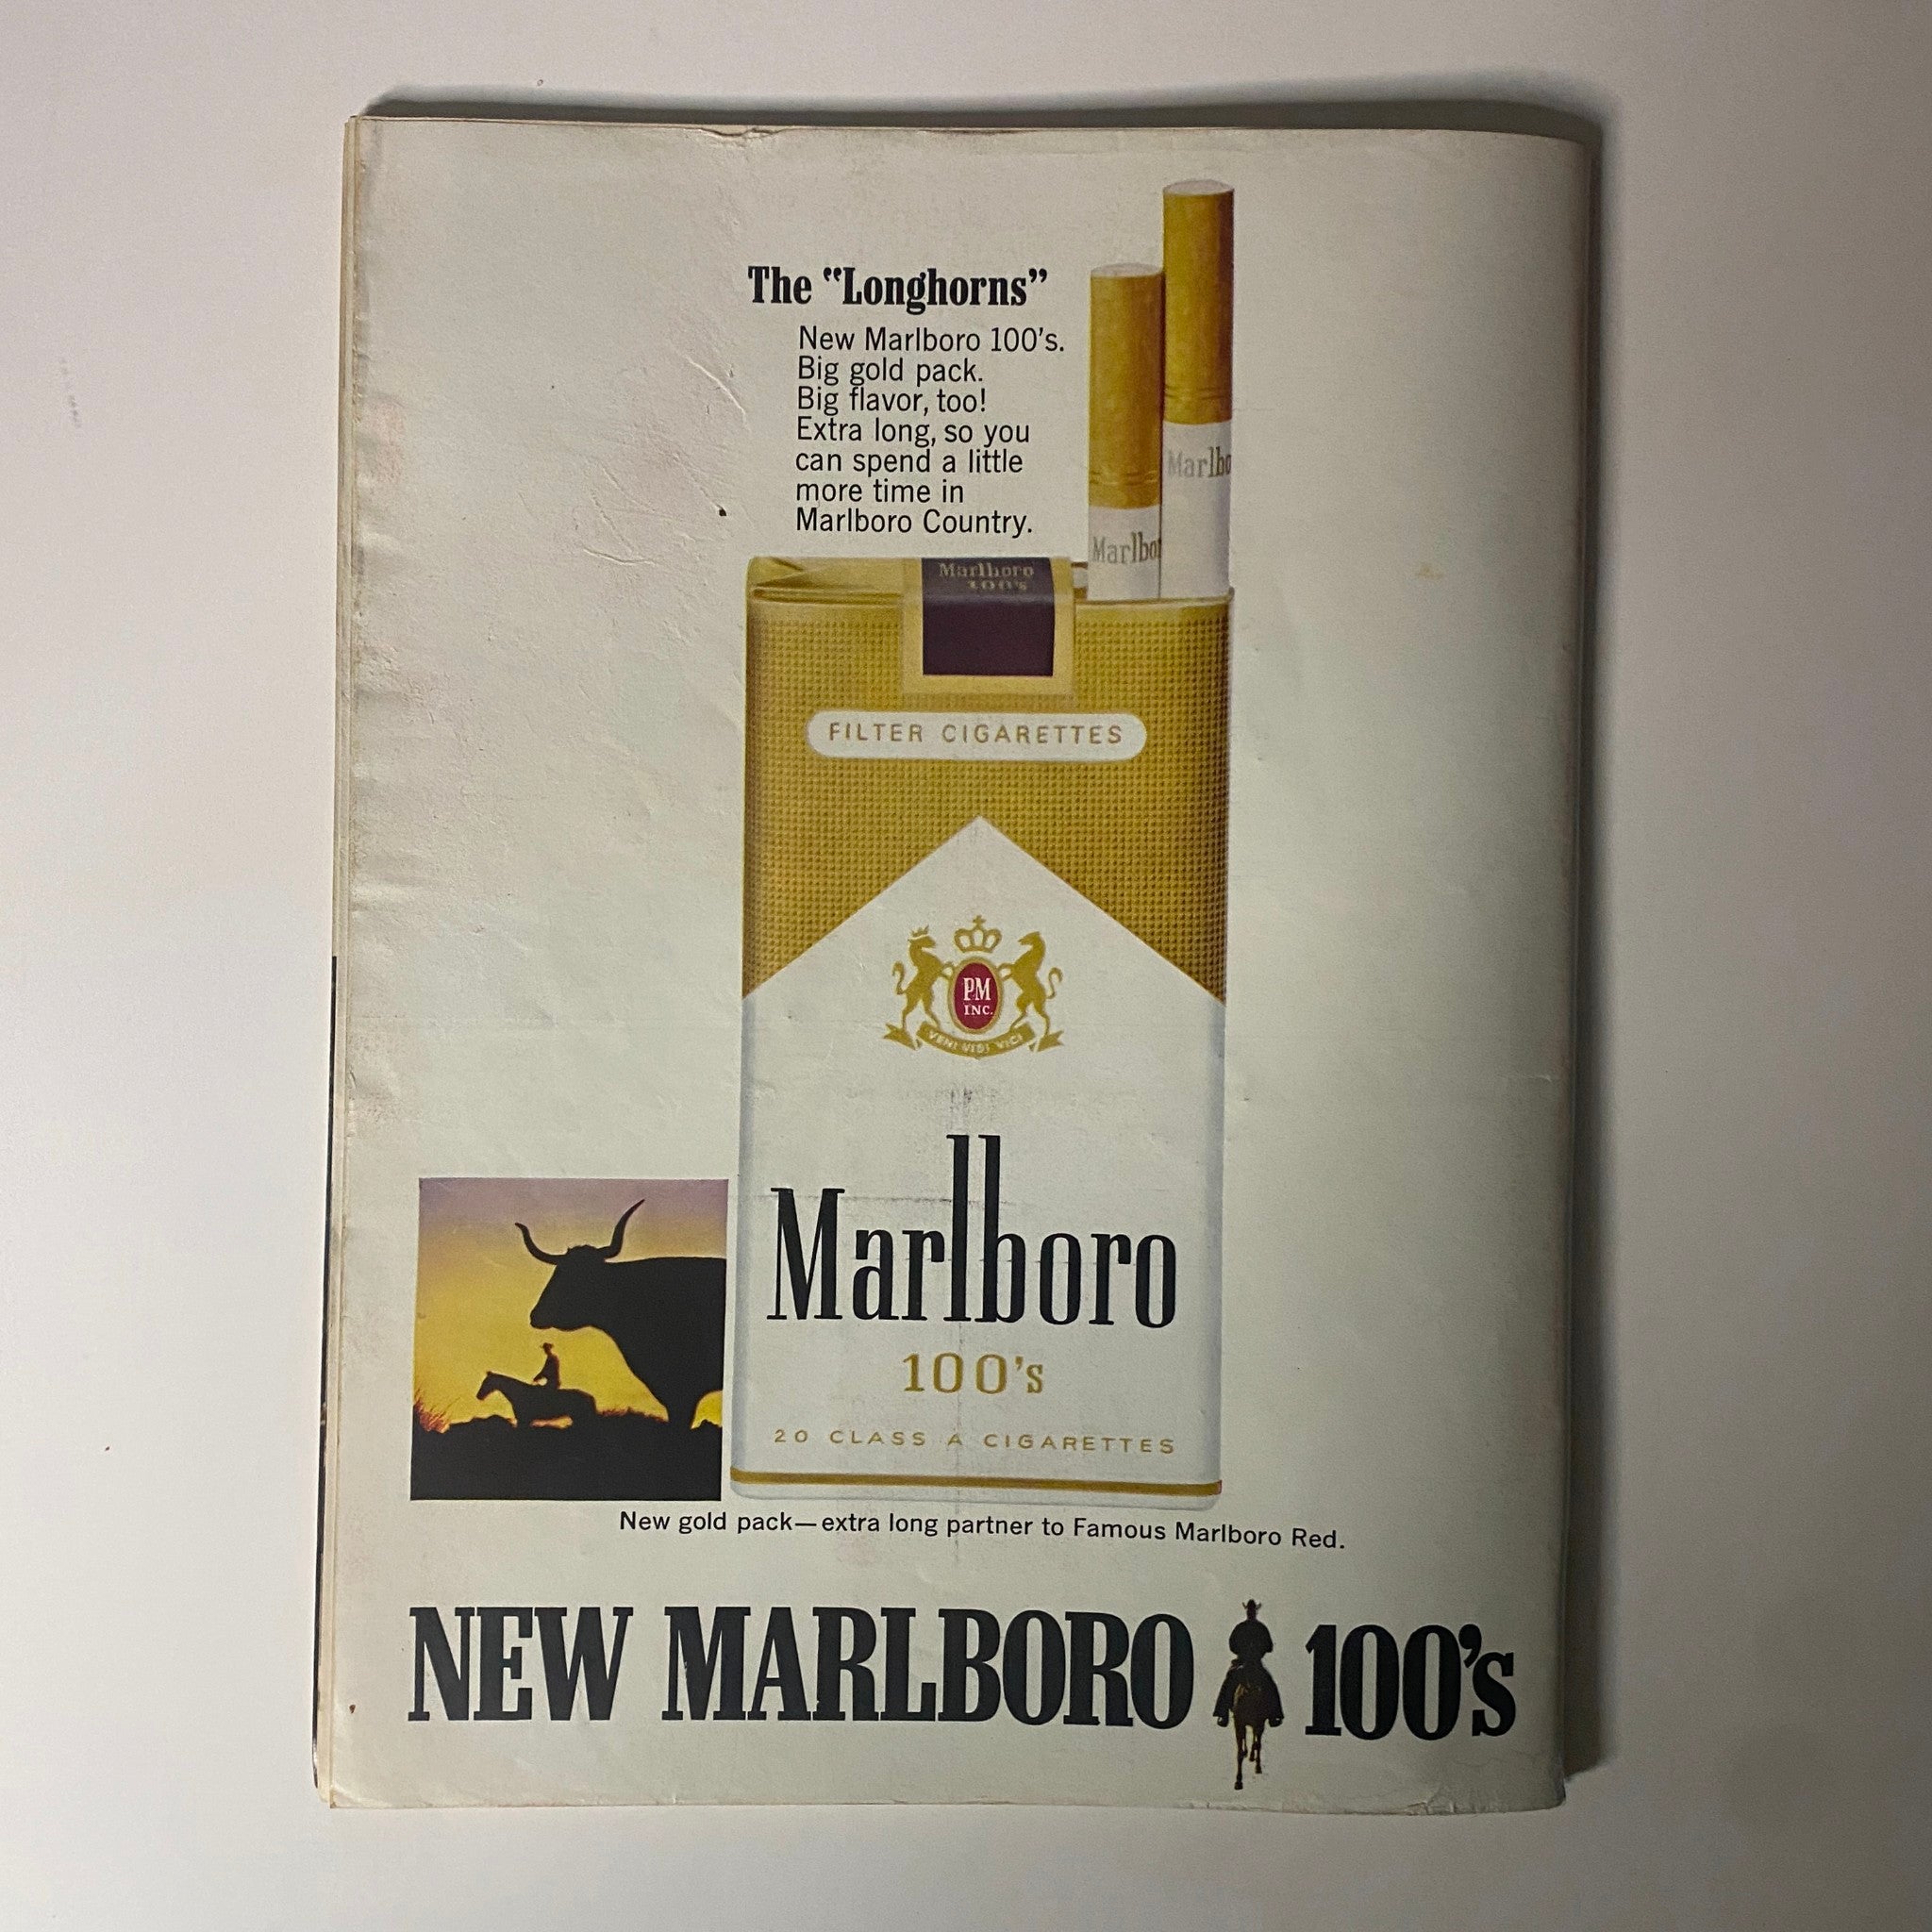 The “Longhorns”
New Marlboro 100's.
Big gold pack.
Big flavor, too!
Extra long, so you
can spend a little
more time in
Marlboro Country.
Marlbo
Marlbor
Marlboro
100's
FILTER CIGARETTES
PM
INC.
VENI VIDI VICI
Marlboro
100's
20 CLASS A CIGARETTES
New gold pack—extra long partner to Famous Marlboro Red.
NEW MARLBORO 100's